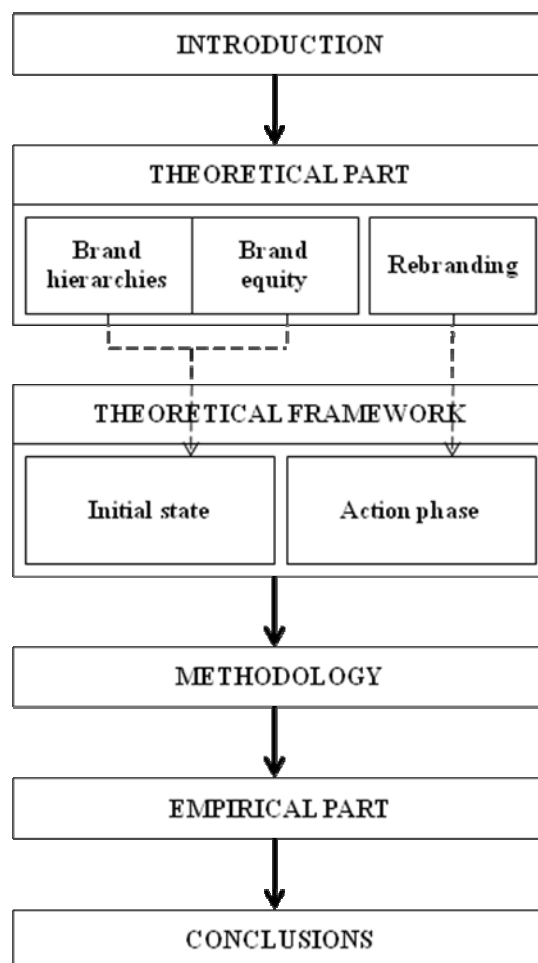 INTRODUCTION
THEORETICAL PART
Brand
hierarchies
Brand
equity
Rebranding
THEORETICAL FRAMEWORK
Initial state
Action phase
METHODOLOGY
EMPIRICAL PART
CONCLUSIONS